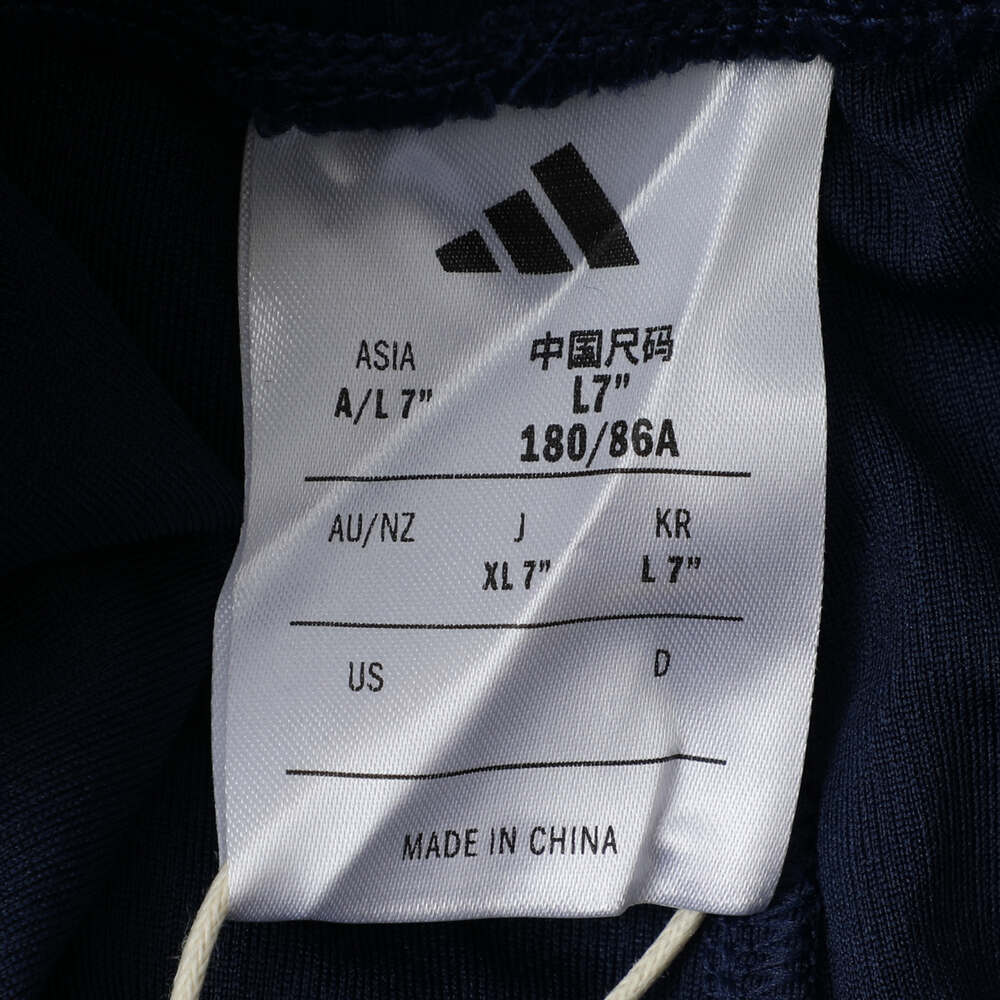 ASIA
A/L 7"
中国尺码
L7"
180/86A
AU/NZ
J
XL 7"
KR
L 7"
US
D
MADE IN CHINA